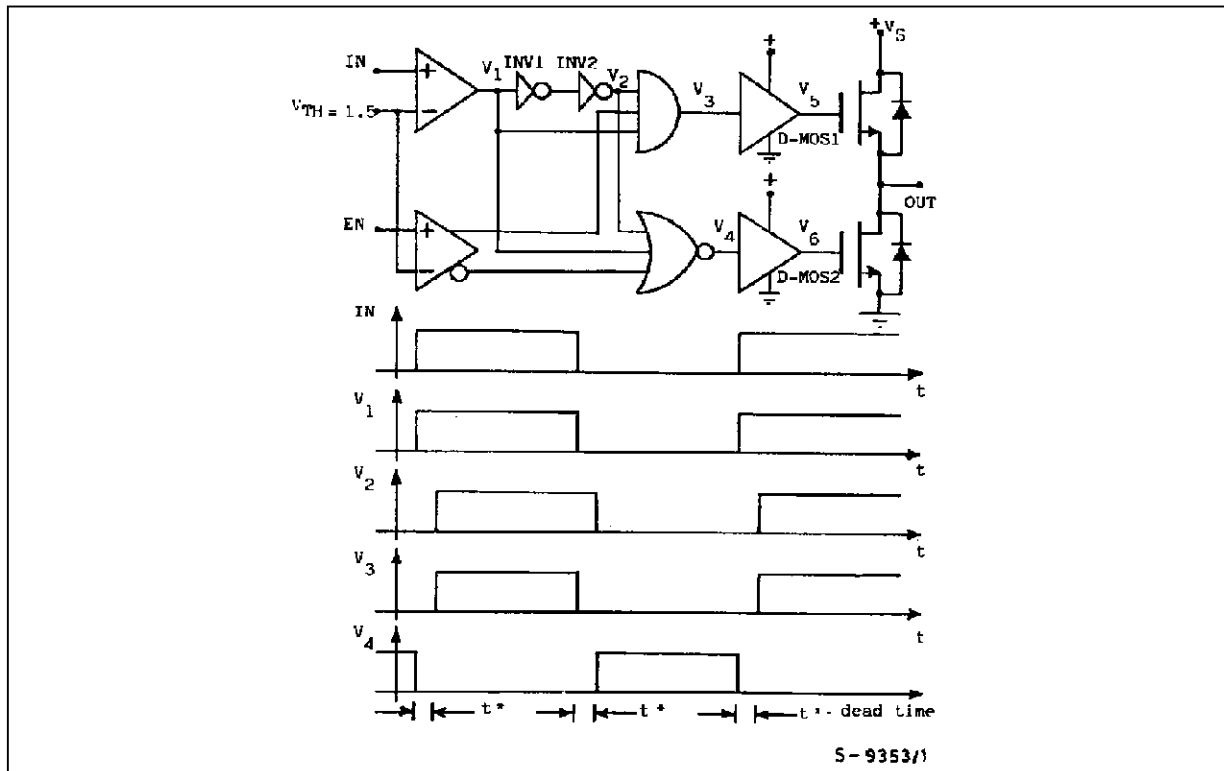 +VS
IN
V1 INV1 INV2 V2
+
V3
V5
VTH = 1.5
+
-
D-MOS1
OUT
EN
+
+
-
V4
V6
D-MOS2
IN
t
V1
t
V2
t
V3
t
V4
t
t* t* t* - dead time
S-9353/1